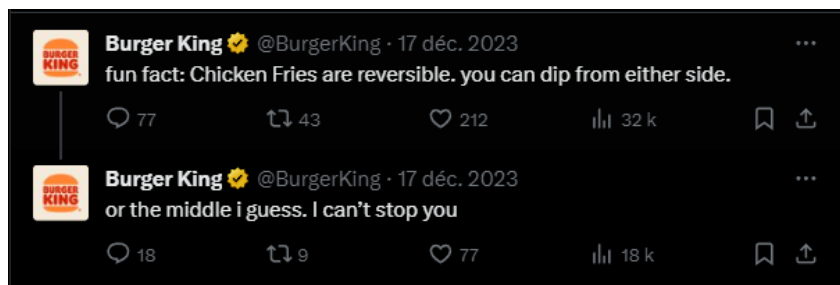 BURGER
KING
Burger King @BurgerKing · 17 déc. 2023
fun fact: Chicken Fries are reversible. you can dip from either side.
77 43 212 32 k
BURGER
KING
Burger King @BurgerKing · 17 déc. 2023
or the middle i guess. I can’t stop you
18 9 77 18 k